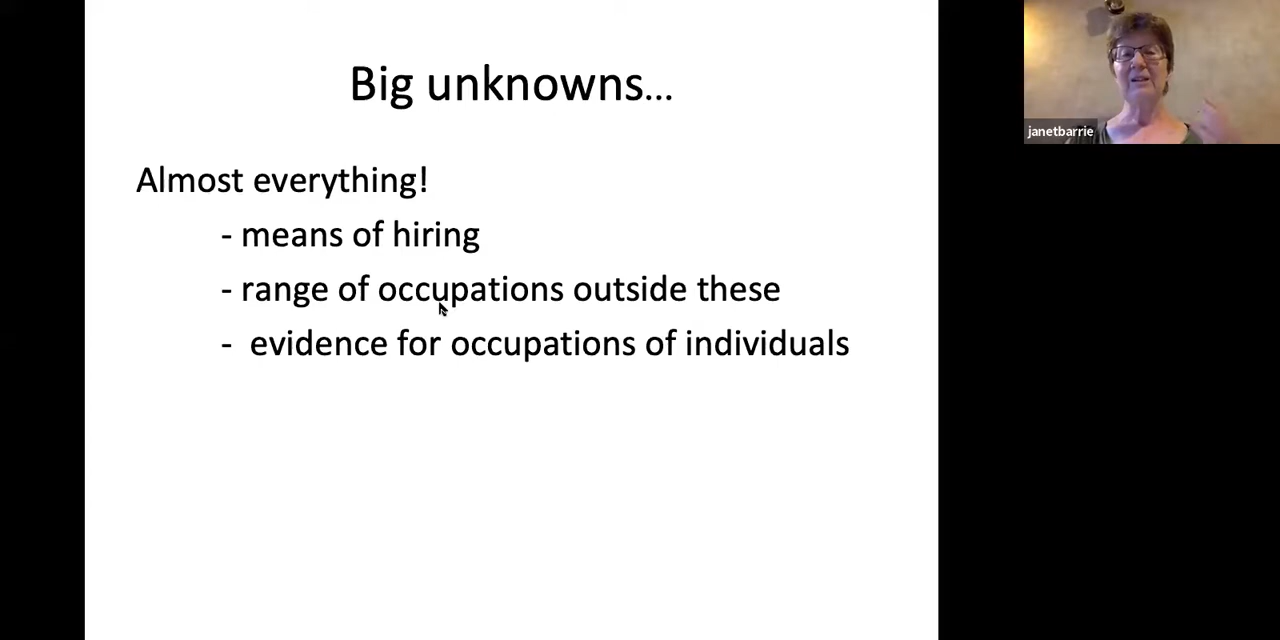 Big unknowns...
Almost everything!
- means of hiring
- range of occupations outside these
- evidence for occupations of individuals
janetbarrie